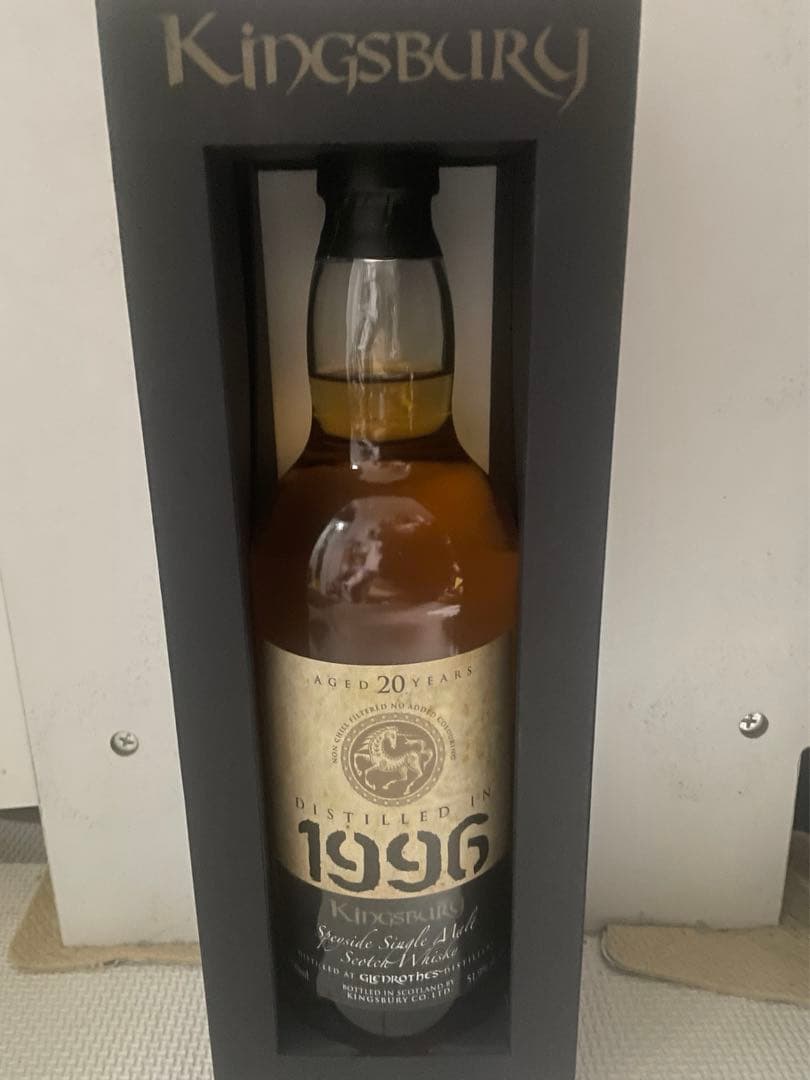 Kingsbury
AGED 20 YEARS
NON CHILL FILTERED NO ADDED COLOURING
DISTILLED IN
1996
Kingsbury
Speyside Single Malt
Scotch Whisky
DISTILLED AT GLENROTHES DISTILLERY
BOTTLED IN SCOTLAND BY
KINGSBURY CO. LTD